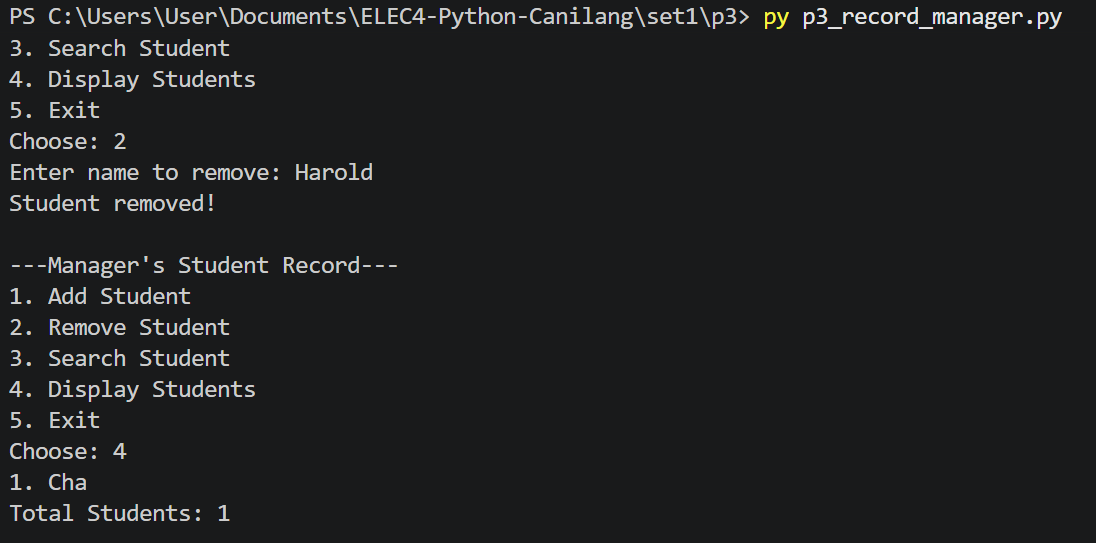 PS C:\Users\User\Documents\ELEC4-Python-Canilang\set1\p3> py p3_record_manager.py
3. Search Student
4. Display Students
5. Exit
Choose: 2
Enter name to remove: Harold
Student removed!

---Manager's Student Record---
1. Add Student
2. Remove Student
3. Search Student
4. Display Students
5. Exit
Choose: 4
1. Cha
Total Students: 1